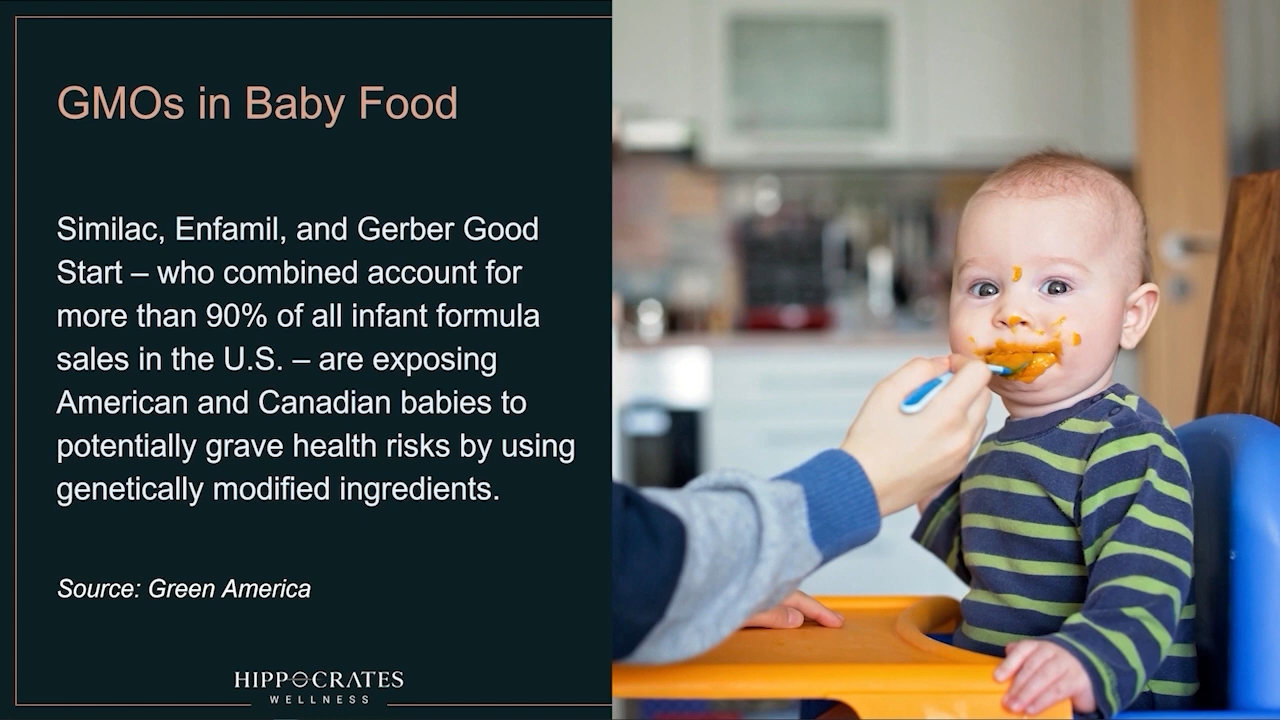 GMOs in Baby Food
Similac, Enfamil, and Gerber Good
Start – who combined account for
more than 90% of all infant formula
sales in the U.S. – are exposing
American and Canadian babies to
potentially grave health risks by using
genetically modified ingredients.
Source: Green America
HIPPOCRATES
WELLNESS